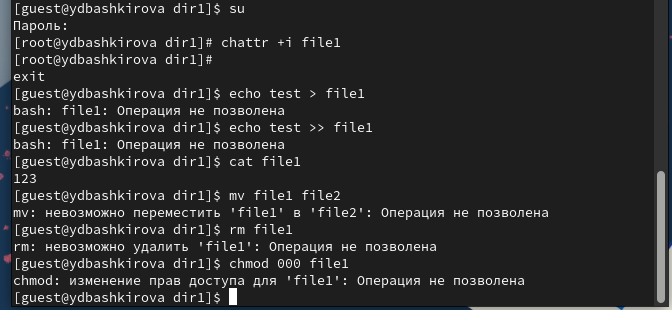 [guest@ydbashkirova dir1]$ su
Пароль:
[root@ydbashkirova dir1]# chattr +i file1
[root@ydbashkirova dir1]#
exit
[guest@ydbashkirova dir1]$ echo test > file1
bash: file1: Операция не позволена
[guest@ydbashkirova dir1]$ echo test >> file1
bash: file1: Операция не позволена
[guest@ydbashkirova dir1]$ cat file1
123
[guest@ydbashkirova dir1]$ mv file1 file2
mv: невозможно переместить 'file1' в 'file2': Операция не позволена
[guest@ydbashkirova dir1]$ rm file1
rm: невозможно удалить 'file1': Операция не позволена
[guest@ydbashkirova dir1]$ chmod 000 file1
chmod: изменение прав доступа для 'file1': Операция не позволена
[guest@ydbashkirova dir1]$